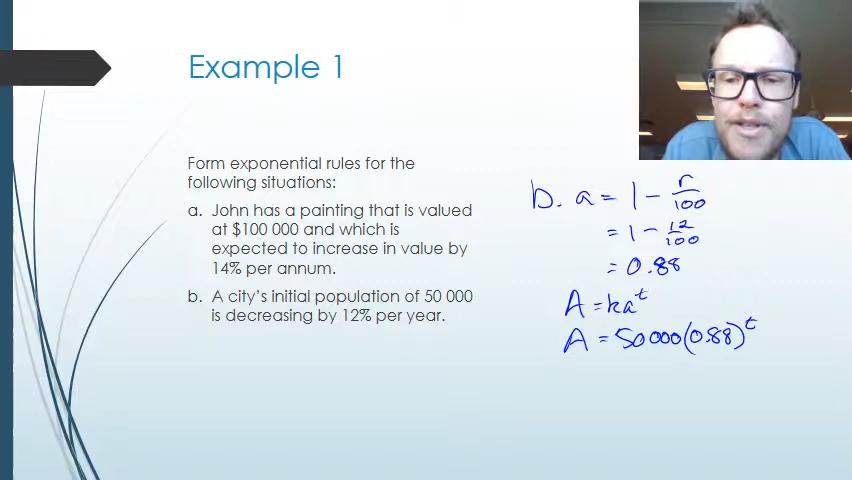 Example 1
Form exponential rules for the
following situations:
a. John has a painting that is valued
at $100 000 and which is
expected to increase in value by
14% per annum.
b. A city's initial population of 50 000
is decreasing by 12% per year.
b. a = 1 - r/100
= 1 - 12/100
= 0.88
A = ka^t
A = 50000(0.88)^t